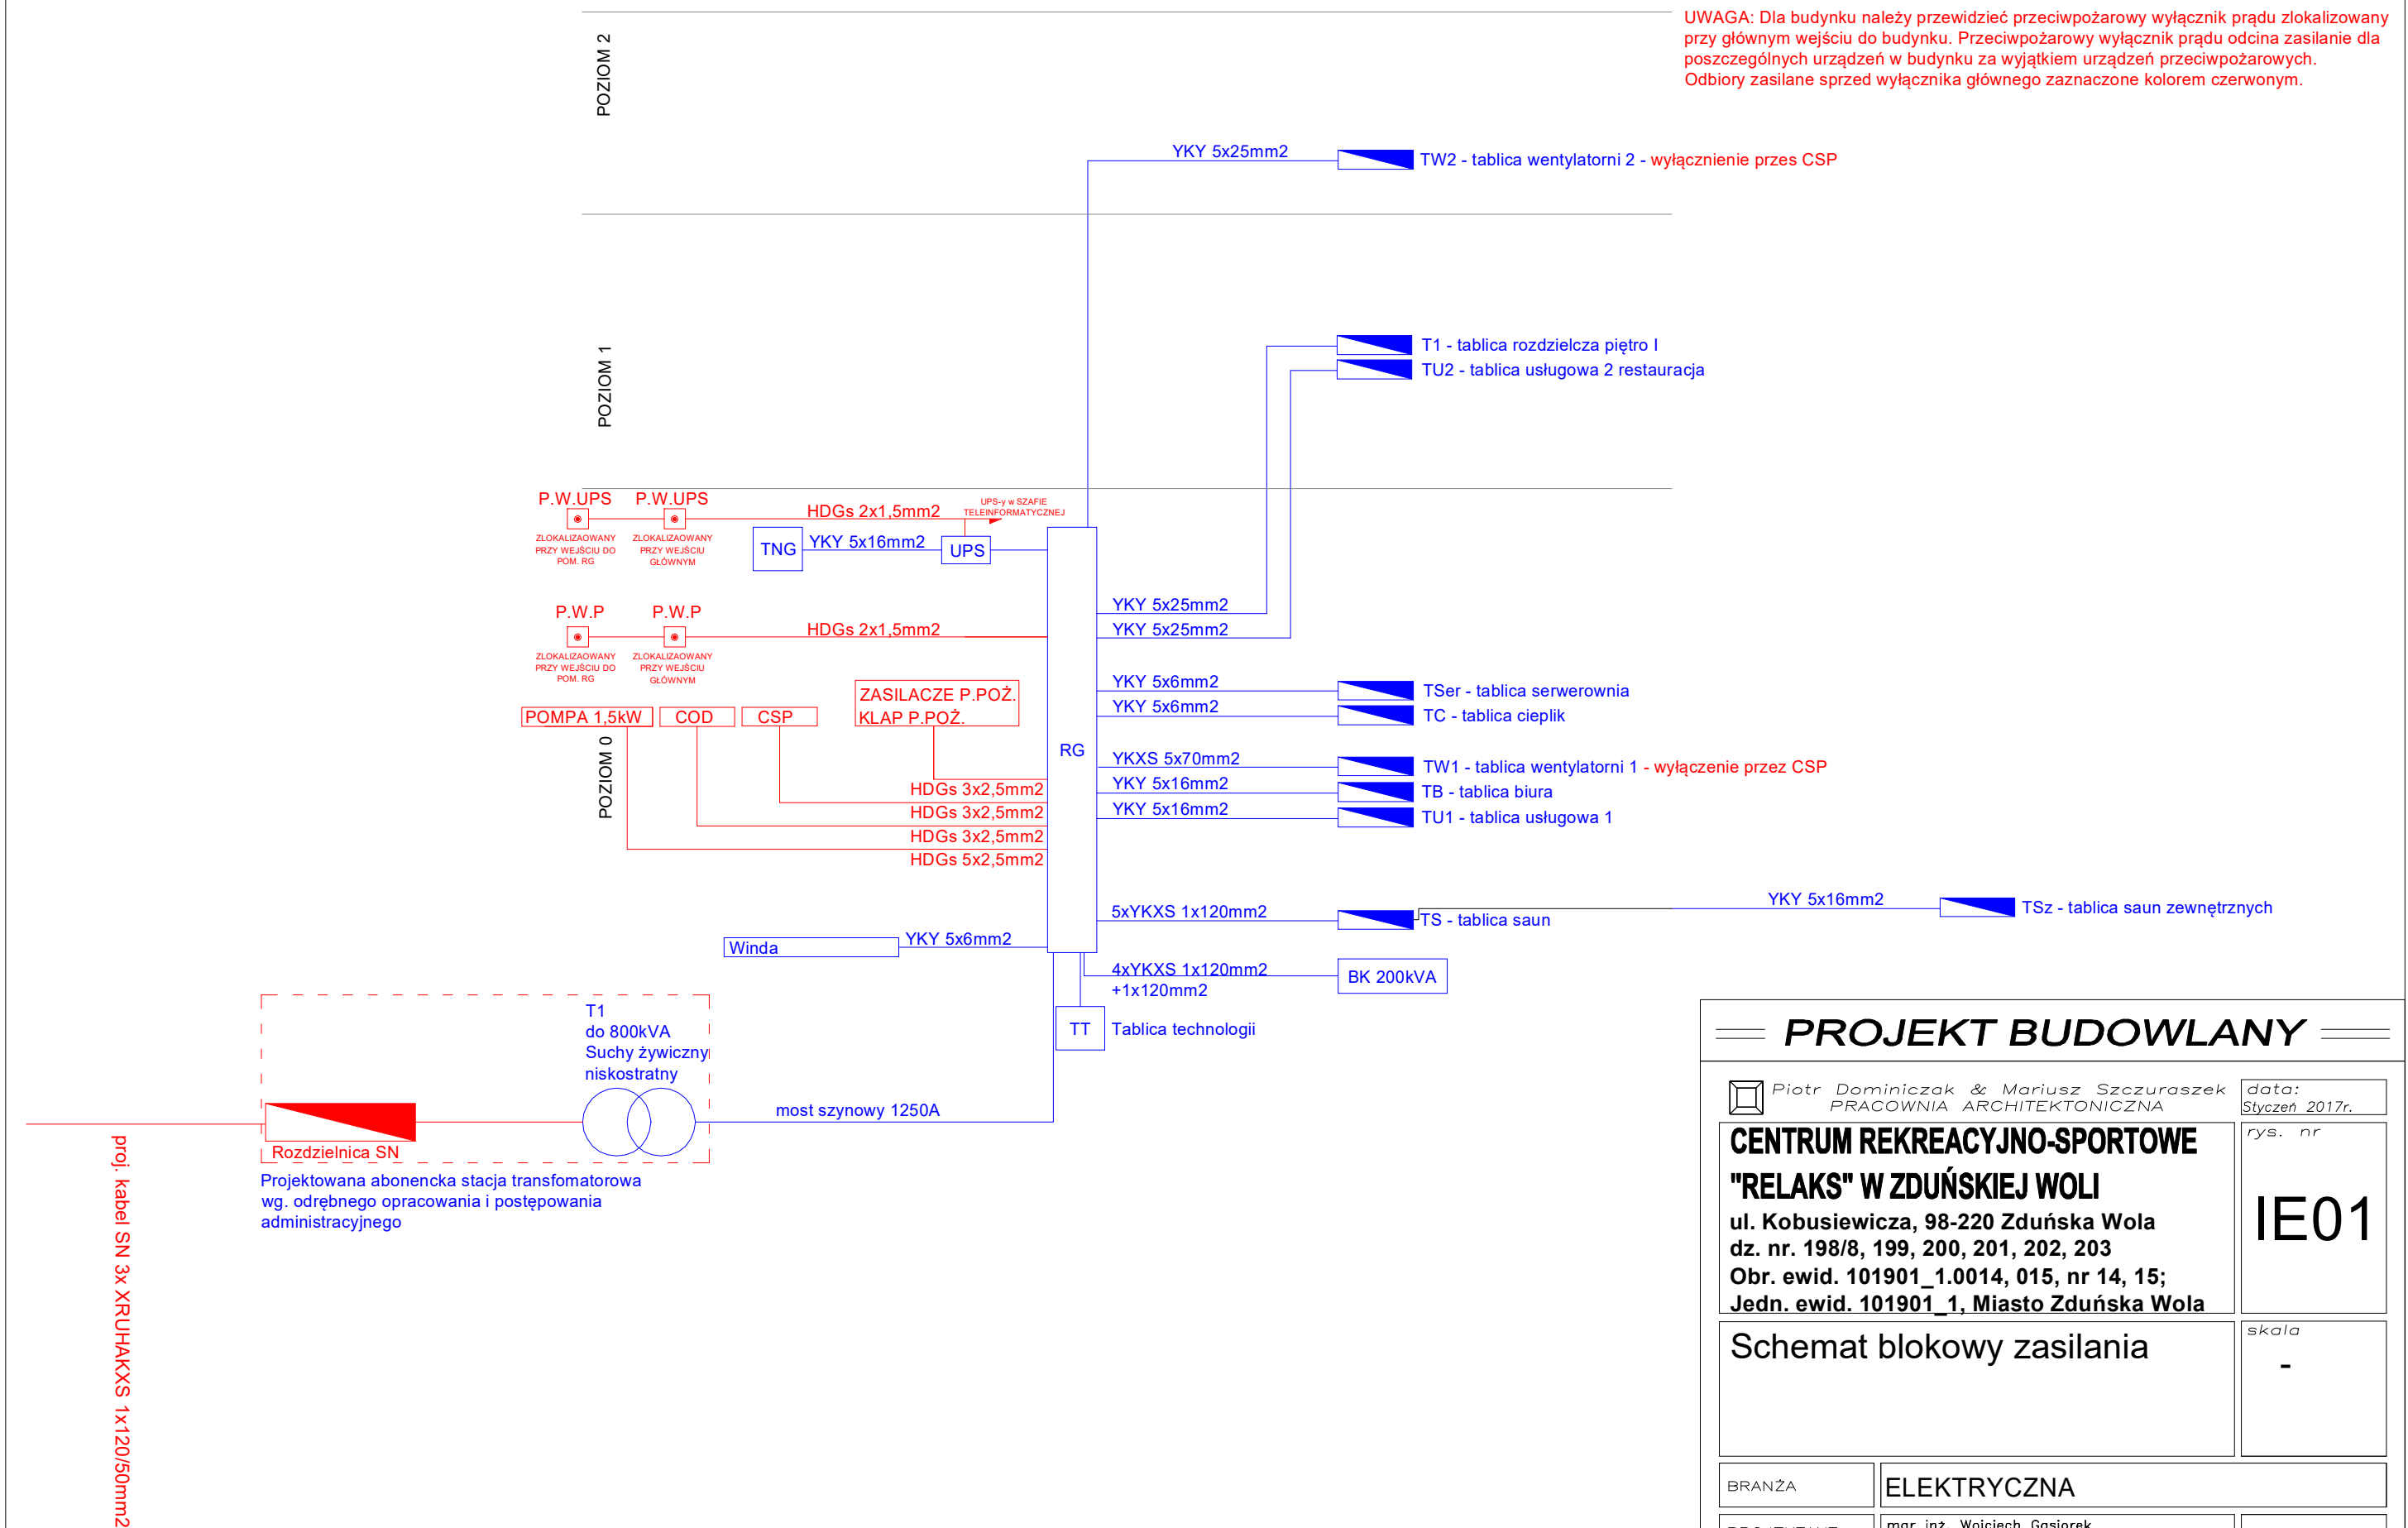 UWAGA: Dla budynku należy przewidzieć przeciwpożarowy wyłącznik prądu zlokalizowany
przy głównym wejściu do budynku. Przeciwpożarowy wyłącznik prądu odcina zasilanie dla
poszczególnych urządzeń w budynku za wyjątkiem urządzeń przeciwpożarowych.
Odbiory zasilane sprzed wyłącznika głównego zaznaczone kolorem czerwonym.
POZIOM 2
YKY 5x25mm2
TW2 - tablica wentylatorni 2 - wyłącznienie przes CSP
POZIOM 1
T1 - tablica rozdzielcza piętro I
TU2 - tablica usługowa 2 restauracja
P.W.UPS
P.W.UPS
HDGs 2x1,5mm2
UPS-y w SZAFIE
TELEINFORMATYCZNEJ
ZLOKALIZAOWANY
PRZY WEJŚCIU DO
POM. RG
ZLOKALIZAOWANY
PRZY WEJŚCIU
GŁÓWNYM
TNG
YKY 5x16mm2
UPS
P.W.P
P.W.P
HDGs 2x1,5mm2
ZLOKALIZAOWANY
PRZY WEJŚCIU DO
POM. RG
ZLOKALIZAOWANY
PRZY WEJŚCIU
GŁÓWNYM
YKY 5x25mm2
YKY 5x25mm2
ZASILACZE P.POŻ.
KLAP P.POŻ.
POMPA 1,5kW
COD
CSP
POZIOM 0
RG
YKY 5x6mm2
TSer - tablica serwerownia
YKY 5x6mm2
TC - tablica cieplik
YKXS 5x70mm2
TW1 - tablica wentylatorni 1 - wyłączenie przez CSP
YKY 5x16mm2
TB - tablica biura
YKY 5x16mm2
TU1 - tablica usługowa 1
HDGs 3x2,5mm2
HDGs 3x2,5mm2
HDGs 3x2,5mm2
HDGs 5x2,5mm2
5xYKXS 1x120mm2
TS - tablica saun
YKY 5x16mm2
TSz - tablica saun zewnętrznych
Winda
YKY 5x6mm2
4xYKXS 1x120mm2
+1x120mm2
BK 200kVA
TT
Tablica technologii
T1
do 800kVA
Suchy żywiczny
niskostratny
most szynowy 1250A
Rozdzielnica SN
Projektowana abonencka stacja transfomatorowa
wg. odrębnego opracowania i postępowania
administracyjnego
proj. kabel SN 3x XRUHAKXS 1x120/50mm2
PROJEKT BUDOWLANY
Piotr Dominiczak & Mariusz Szczuraszek
PRACOWNIA ARCHITEKTONICZNA
data:
Styczeń 2017r.
CENTRUM REKREACYJNO-SPORTOWE
"RELAKS" W ZDUŃSKIEJ WOLI
ul. Kobusiewicza, 98-220 Zduńska Wola
dz. nr. 198/8, 199, 200, 201, 202, 203
Obr. ewid. 101901_1.0014, 015, nr 14, 15;
Jedn. ewid. 101901_1, Miasto Zduńska Wola
rys. nr
IE01
Schemat blokowy zasilania
skala
-
BRANŻA
ELEKTRYCZNA
mgr inż. Wojciech Gąsiorek